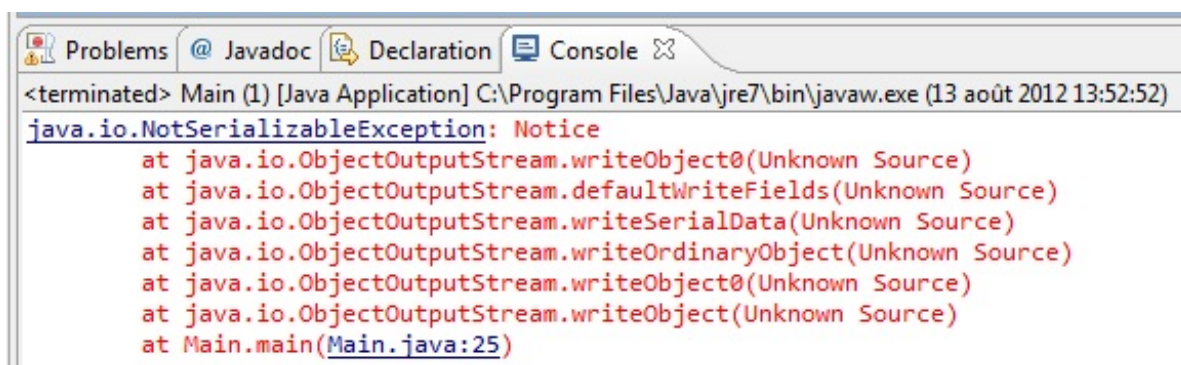 Problems @ Javadoc Declaration Console
<terminated> Main (1) [Java Application] C:\Program Files\Java\jre7\bin\javaw.exe (13 août 2012 13:52:52)
java.io.NotSerializableException: Notice
at java.io.ObjectOutputStream.writeObject0(Unknown Source)
at java.io.ObjectOutputStream.defaultWriteFields(Unknown Source)
at java.io.ObjectOutputStream.writeSerialData(Unknown Source)
at java.io.ObjectOutputStream.writeOrdinaryObject(Unknown Source)
at java.io.ObjectOutputStream.writeObject0(Unknown Source)
at java.io.ObjectOutputStream.writeObject(Unknown Source)
at Main.main(Main.java:25)